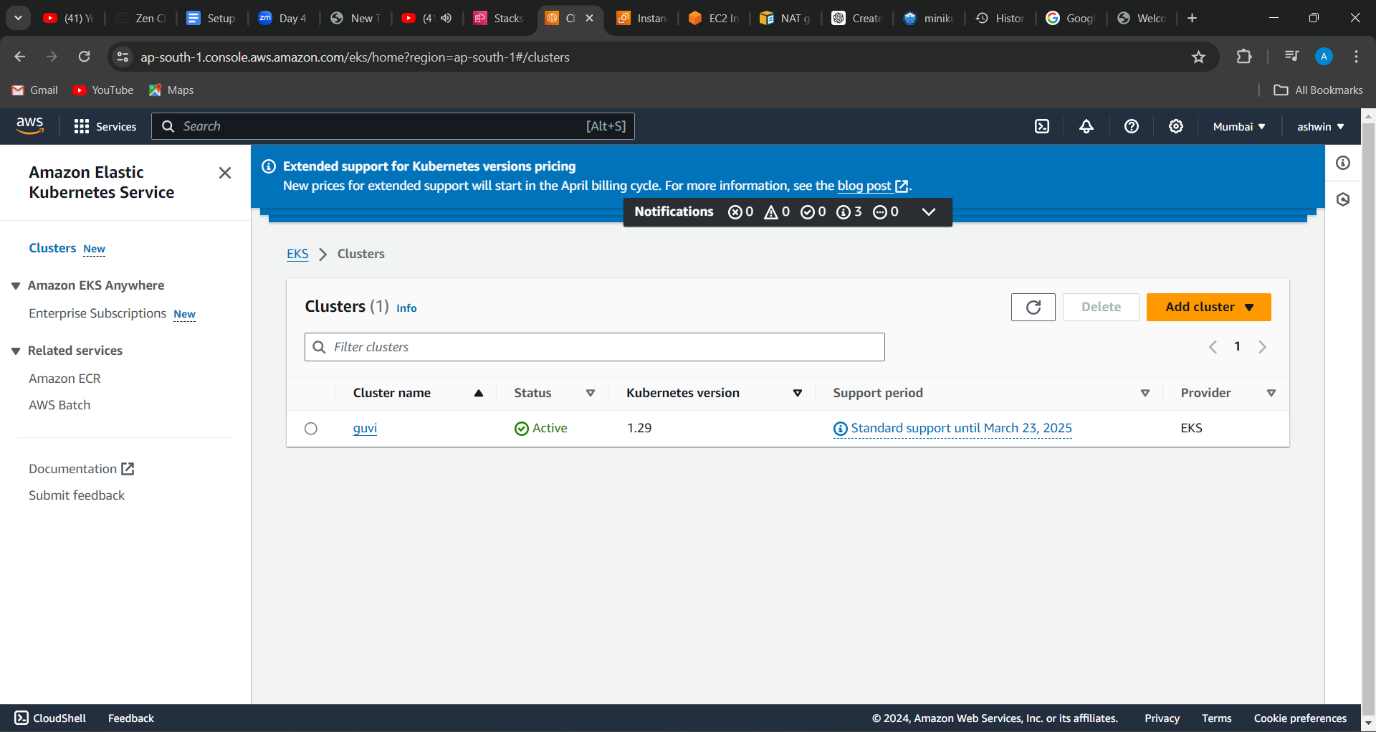 (41) Yo
Zen Cl
Setup
Day 4
New T
(41
Stacks
Cl
Instan
EC2 In
NAT g
Create
minik
Histor
Googl
Welco
ap-south-1.console.aws.amazon.com/eks/home?region=ap-south-1#/clusters
A
Gmail YouTube Maps All Bookmarks
aws Services Search [Alt+S] Mumbai ▼ ashwin ▼
Amazon Elastic
Kubernetes Service
Extended support for Kubernetes versions pricing
New prices for extended support will start in the April billing cycle. For more information, see the blog post.
Notifications 0 0 0 3 0
Clusters New
Amazon EKS Anywhere
Enterprise Subscriptions New
Related services
Amazon ECR
AWS Batch
Documentation
Submit feedback
EKS > Clusters
Clusters (1) Info
Delete
Add cluster ▼
Filter clusters
< 1 >
Cluster name Status Kubernetes version Support period Provider
guvi Active 1.29 Standard support until March 23, 2025 EKS
CloudShell Feedback © 2024, Amazon Web Services, Inc. or its affiliates. Privacy Terms Cookie preferences